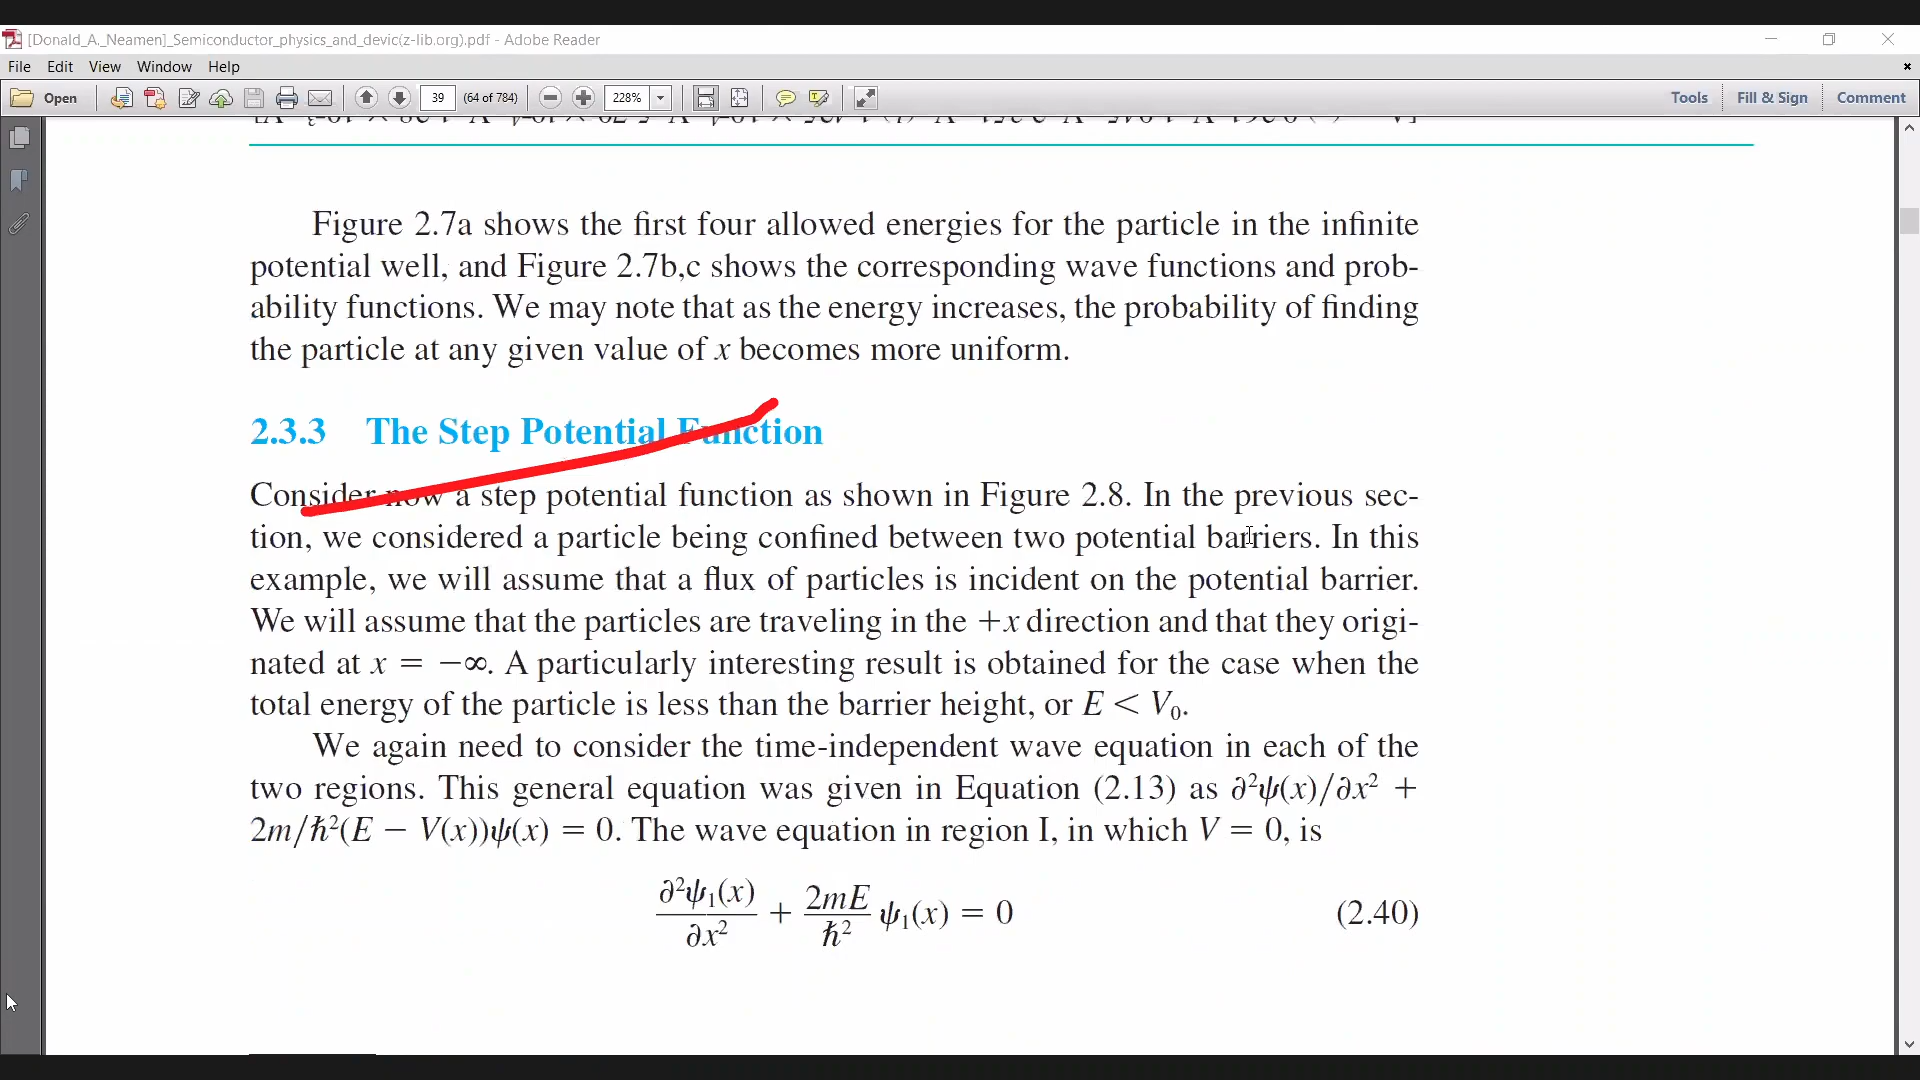 [Donald_A._Neamen]_Semiconductor_physics_and_devic(z-lib.org).pdf - Adobe Reader
File Edit View Window Help
Open 39 (64 of 784) 228% Tools Fill & Sign Comment
Figure 2.7a shows the first four allowed energies for the particle in the infinite
potential well, and Figure 2.7b,c shows the corresponding wave functions and prob-
ability functions. We may note that as the energy increases, the probability of finding
the particle at any given value of x becomes more uniform.
2.3.3 The Step Potential Function
Consider now a step potential function as shown in Figure 2.8. In the previous sec-
tion, we considered a particle being confined between two potential barriers. In this
example, we will assume that a flux of particles is incident on the potential barrier.
We will assume that the particles are traveling in the +x direction and that they origi-
nated at x = −∞. A particularly interesting result is obtained for the case when the
total energy of the particle is less than the barrier height, or E < V₀.
We again need to consider the time-independent wave equation in each of the
two regions. This general equation was given in Equation (2.13) as ∂²ψ(x)/∂x² +
2m/ℏ²(E − V(x))ψ(x) = 0. The wave equation in region I, in which V = 0, is
∂²ψ₁(x)/∂x² + 2mE/ℏ² ψ₁(x) = 0 (2.40)